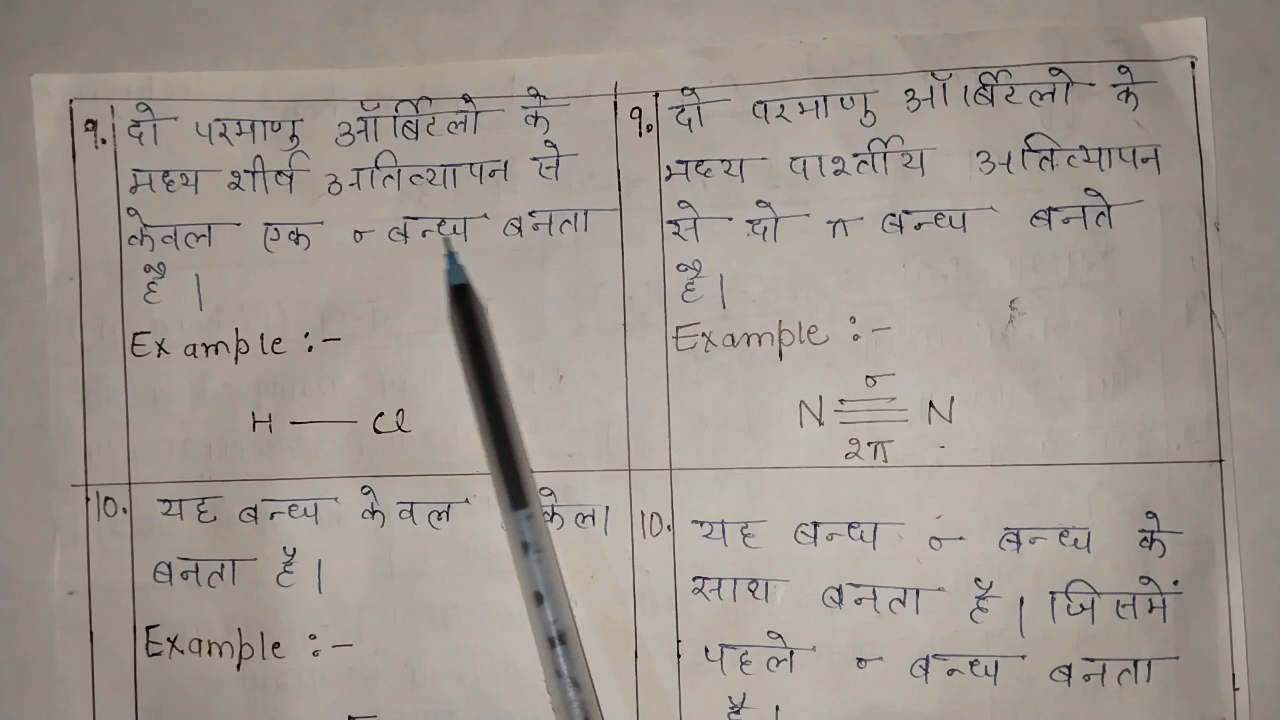 9. दो परमाणु ऑर्बिटलो के
मध्य शीर्ष अतिव्यापन से
केवल एक σ बन्ध बनता
है।
Example :-
H — Cl
9. दो परमाणु ऑर्बिटलो के
मध्य पार्श्तीय अतिव्यापन
से दो π बन्ध बनते
है।
Example :-
σ
N ≡ N
2π
10. यह बन्ध केवल
बनता है।
Example :-
10. यह बन्ध σ बन्ध के
साथ बनता है। जिसमें
पहले σ बन्ध बनता
है।